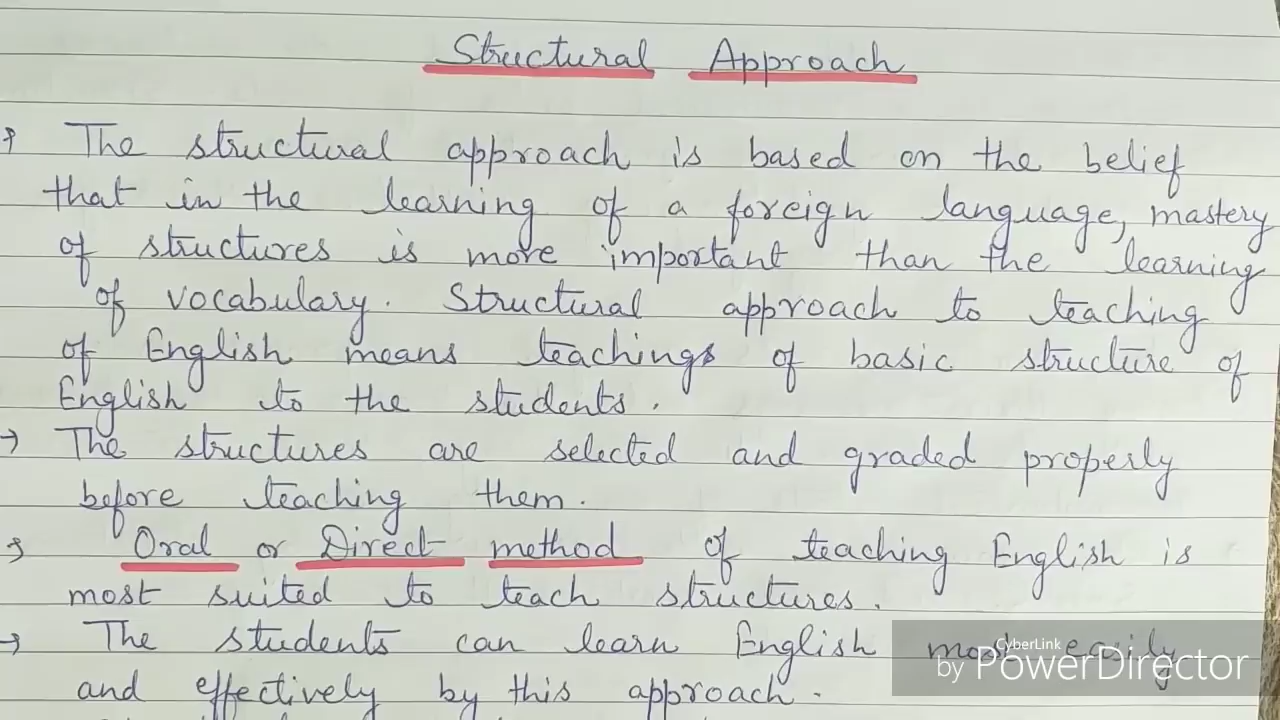 Structural Approach
→ The structural approach is based on the belief
that in the learning of a foreign language, mastery
of structures is more important than the learning
of vocabulary. Structural approach to teaching
of English means teachings of basic structure of
English to the students.
→ The structures are selected and graded properly
before teaching them.
→ Oral or Direct method of teaching English is
most suited to teach structures.
→ The students can learn English most easily
and effectively by this approach.
CyberLink
by PowerDirector